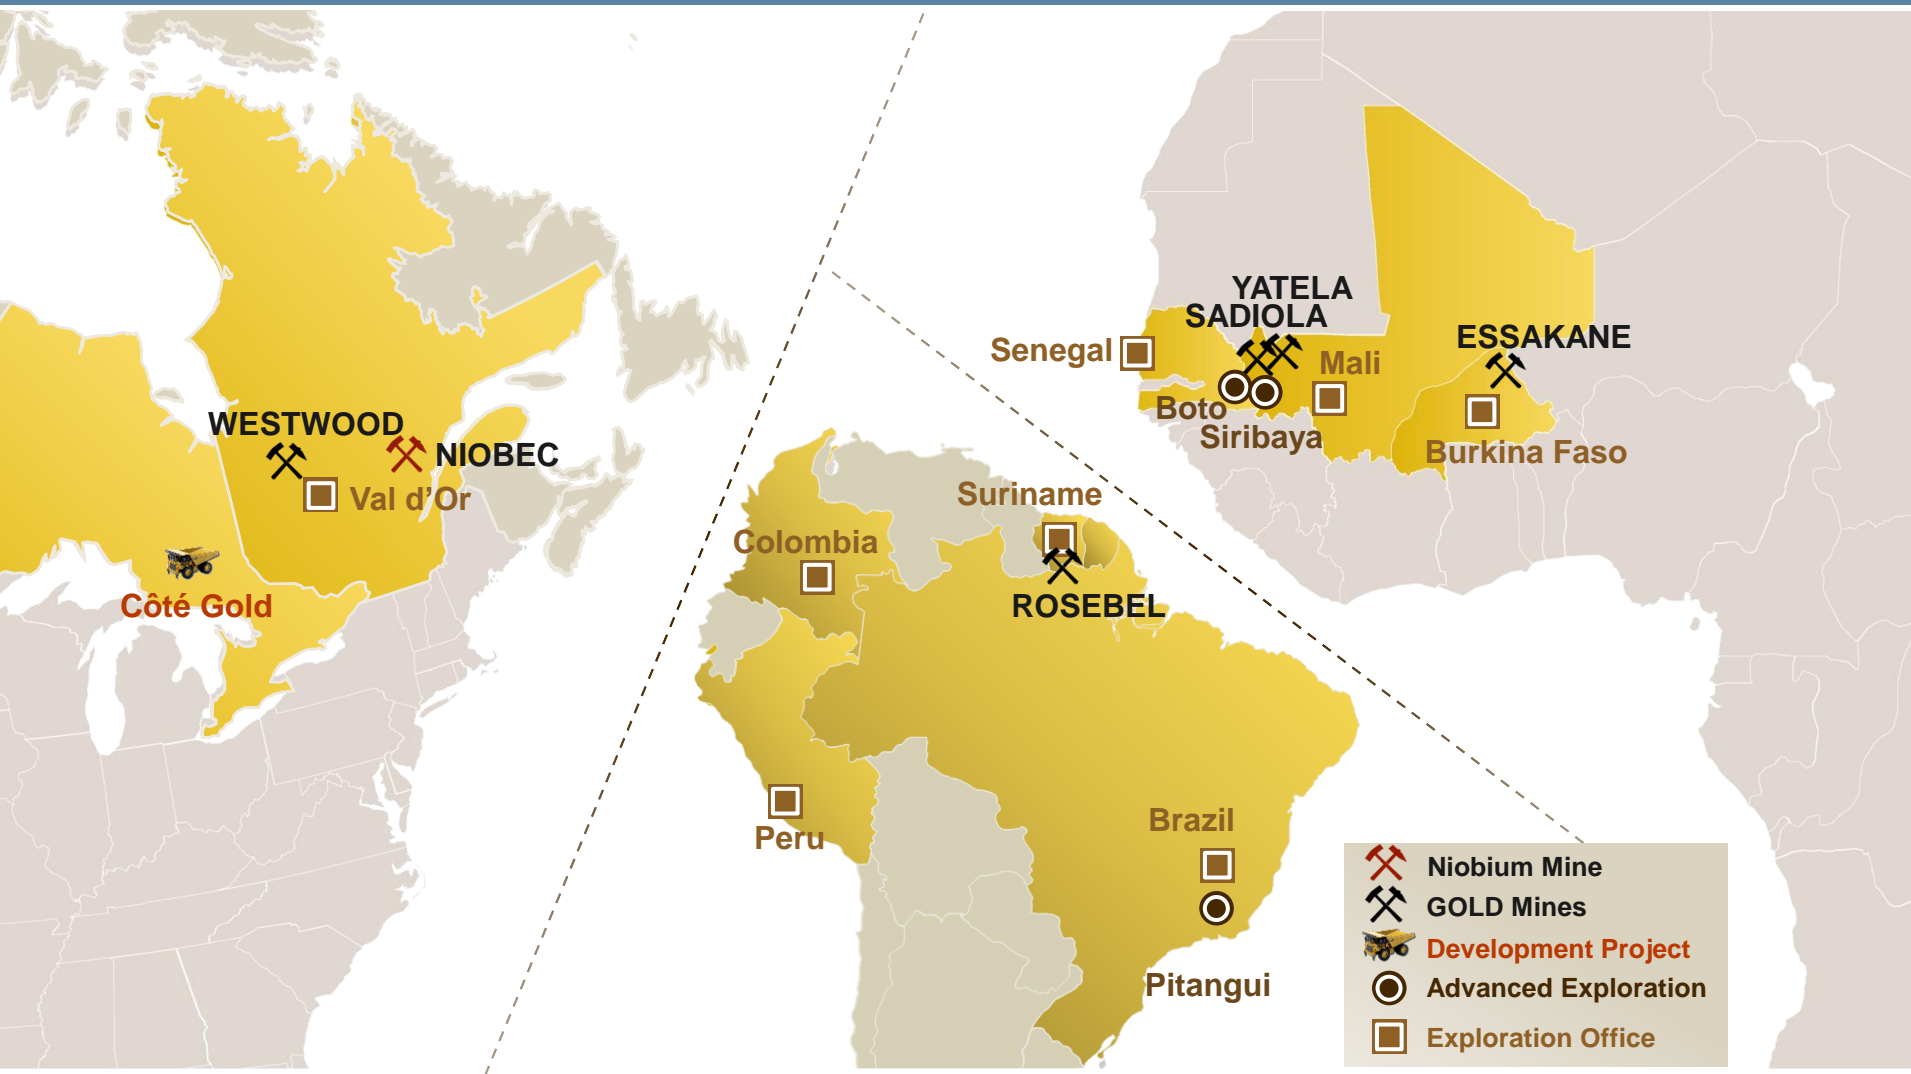 WESTWOOD
NIOBEC
Val d’Or
Côté Gold
Colombia
Suriname
ROSEBEL
Peru
Brazil
Pitangui
YATELA
SADIOLA
Senegal
Mali
ESSAKANE
Boto
Siribaya
Burkina Faso
Niobium Mine
GOLD Mines
Development Project
Advanced Exploration
Exploration Office